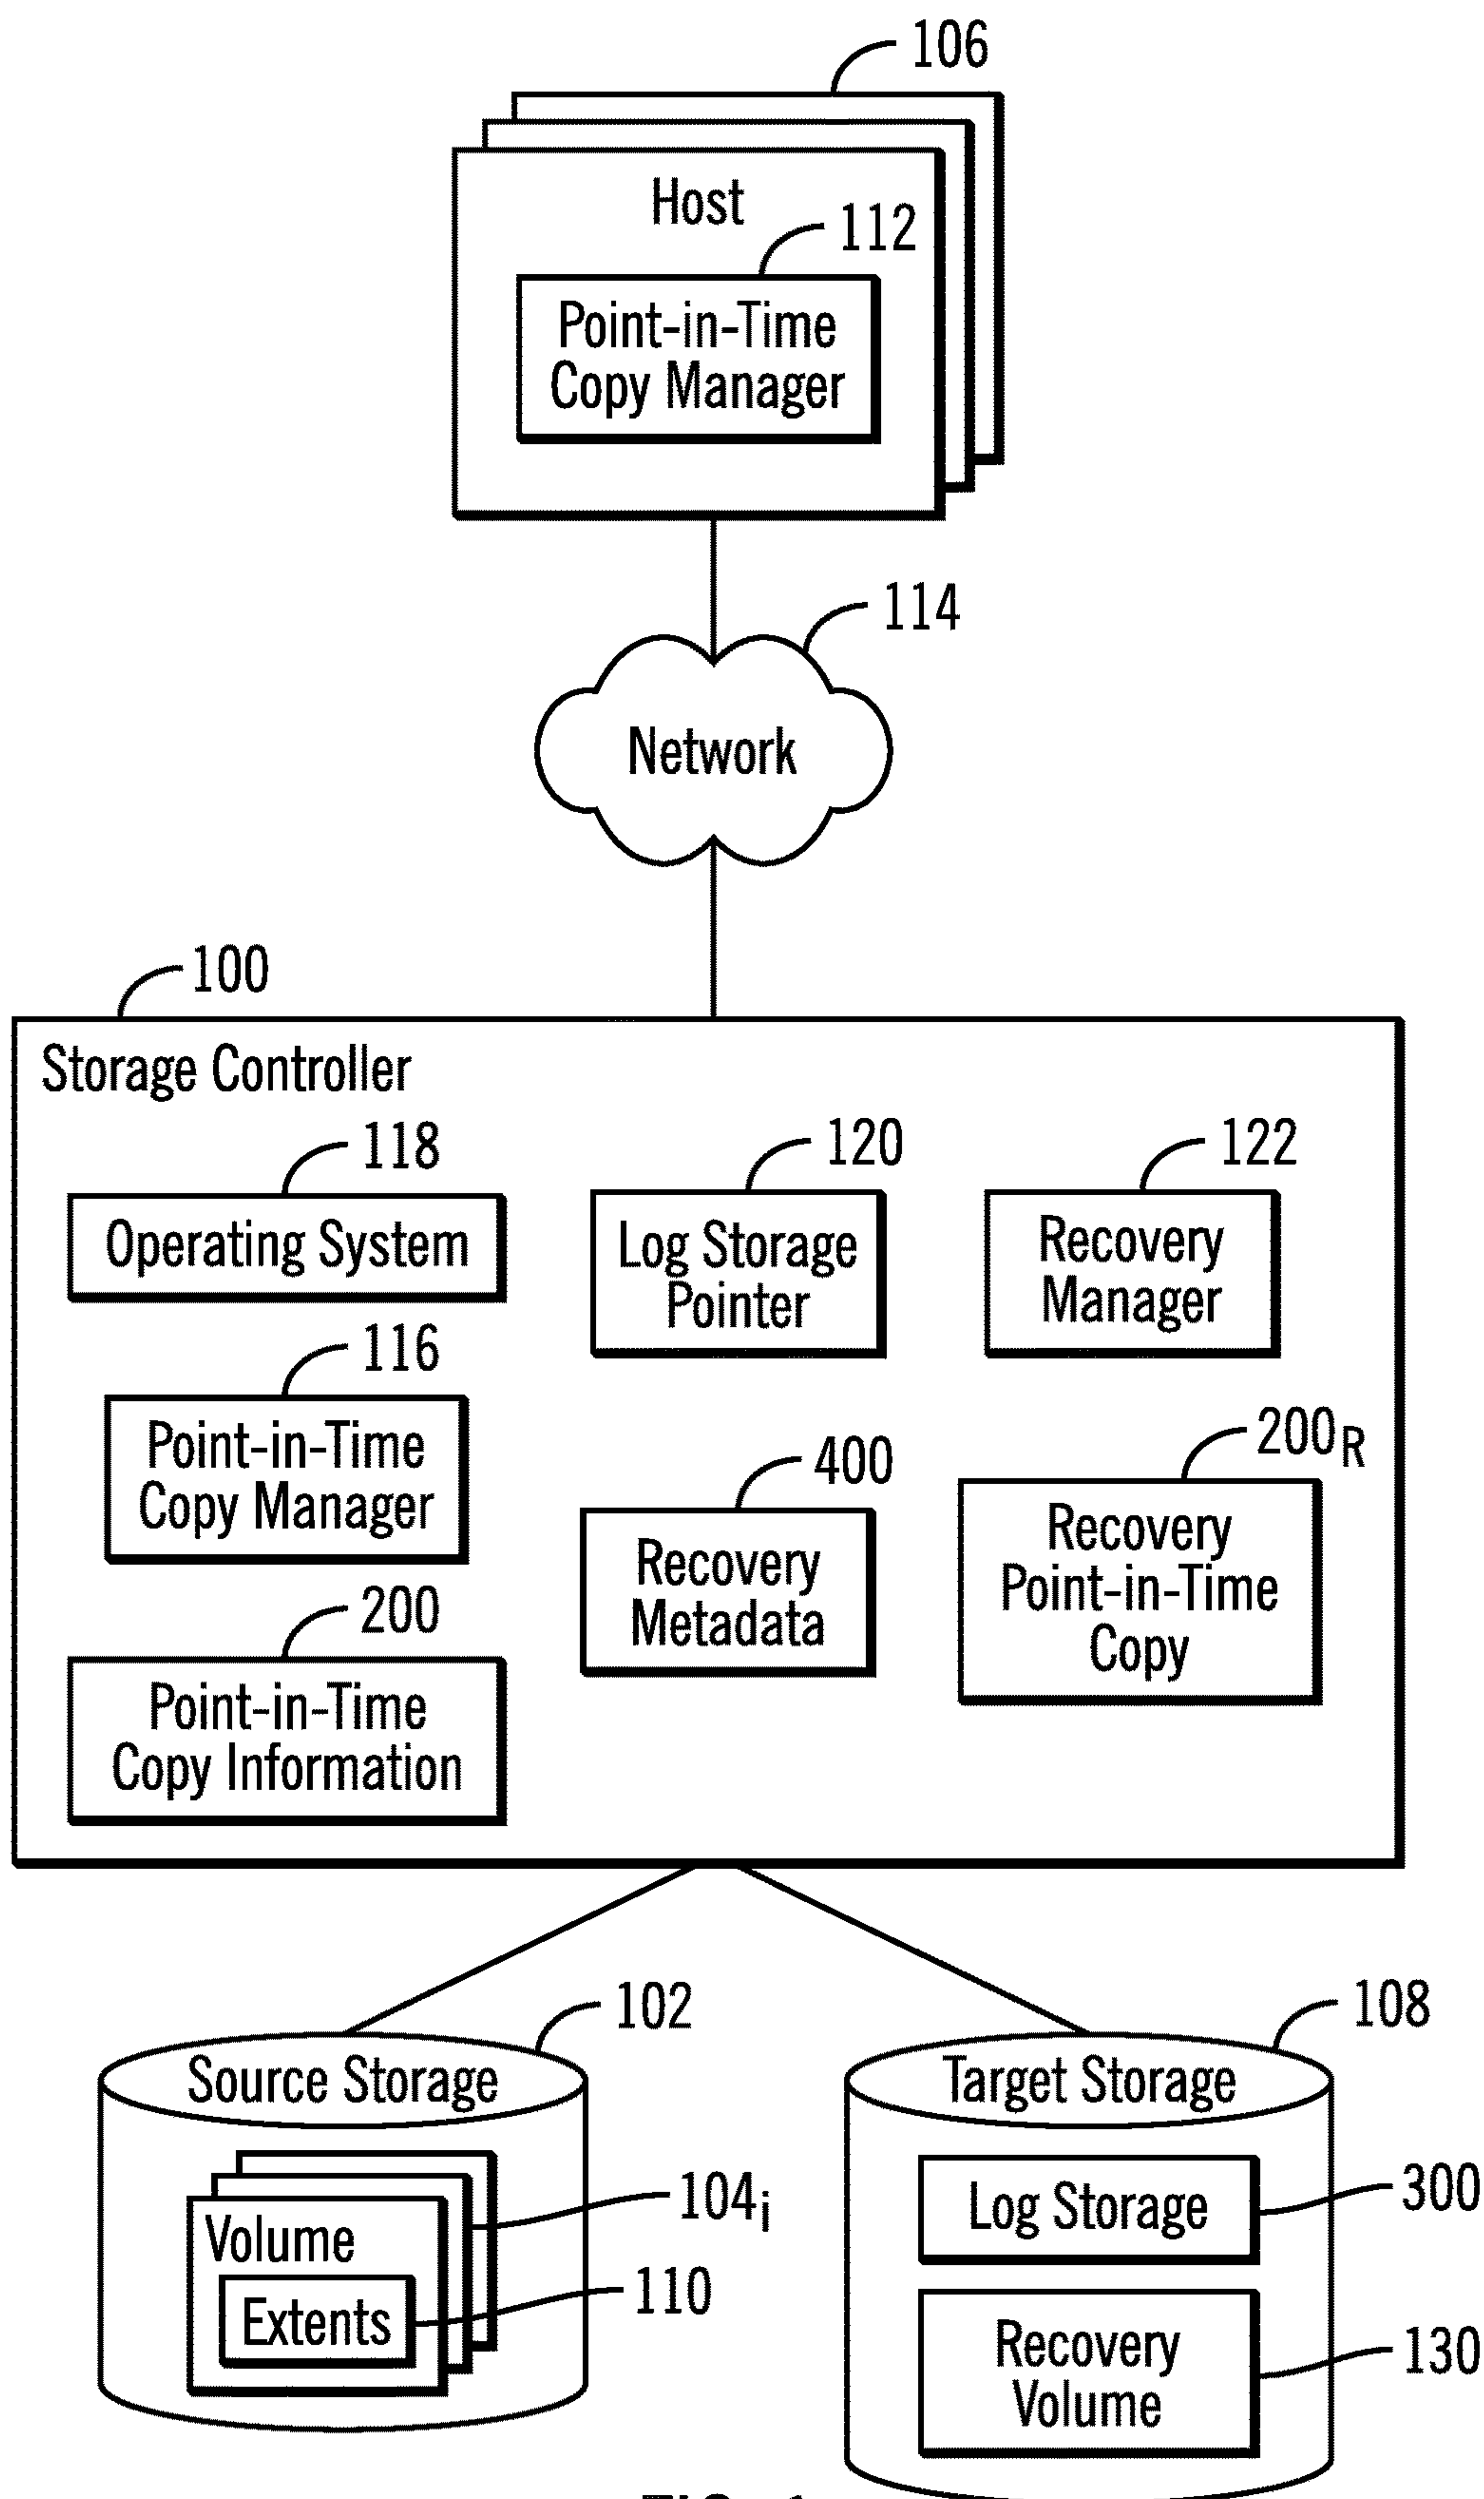 106
Host
112
Point-in-Time
Copy Manager
114
Network
100
Storage Controller
118
Operating System
120
Log Storage
Pointer
122
Recovery
Manager
116
Point-in-Time
Copy Manager
400
Recovery
Metadata
200R
Recovery
Point-in-Time
Copy
200
Point-in-Time
Copy Information
102
Source Storage
108
Target Storage
104i
Volume
110
Extents
300
Log Storage
130
Recovery
Volume